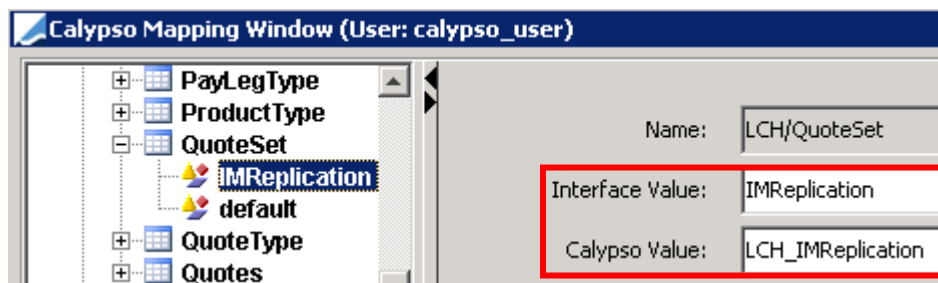 Calypso Mapping Window (User: calypso_user)
PayLegType
ProductType
QuoteSet
IMReplication
default
QuoteType
Quotes
Name: LCH/QuoteSet
Interface Value: IMReplication
Calypso Value: LCH_IMReplication